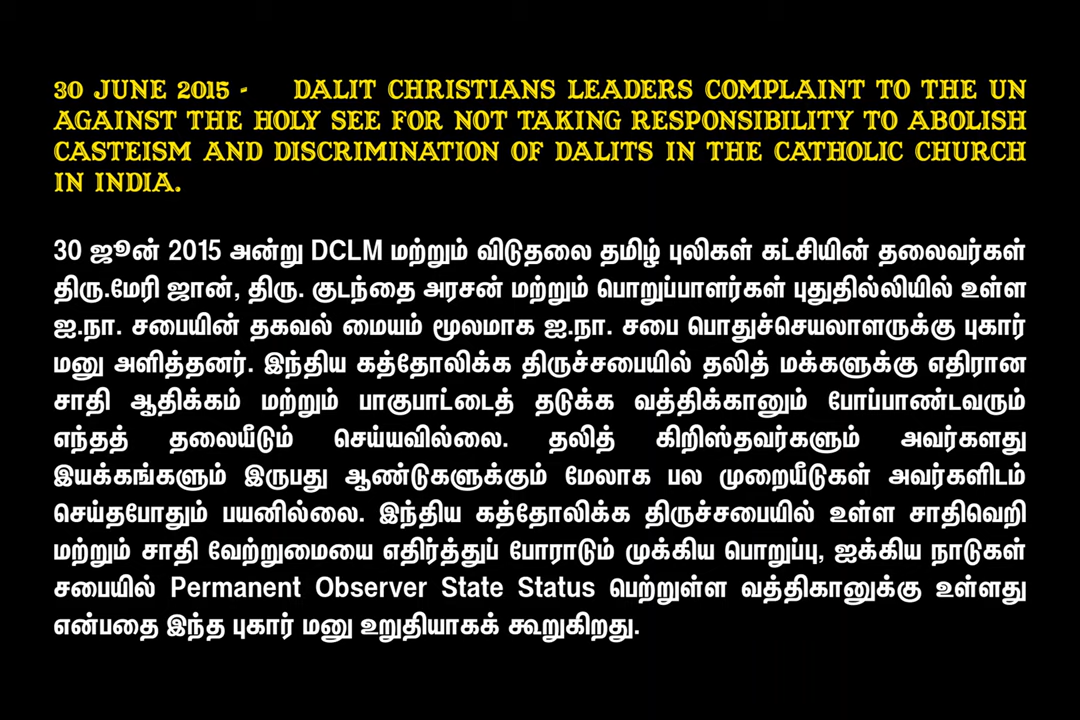 30 JUNE 2015 - DALIT CHRISTIANS LEADERS COMPLAINT TO THE UN
AGAINST THE HOLY SEE FOR NOT TAKING RESPONSIBILITY TO ABOLISH
CASTEISM AND DISCRIMINATION OF DALITS IN THE CATHOLIC CHURCH
IN INDIA.
30 ஜூன் 2015 அன்று DCLM மற்றும் விடுதலை தமிழ் புலிகள் கட்சியின் தலைவர்கள்
திரு.மேரி ஜான், திரு. குடந்தை அரசன் மற்றும் பொறுப்பாளர்கள் புதுதில்லியில் உள்ள
ஐ.நா. சபையின் தகவல் மையம் மூலமாக ஐ.நா. சபை பொதுச்செயலாளருக்கு புகார்
மனு அளித்தனர். இந்திய கத்தோலிக்க திருச்சபையில் தலித் மக்களுக்கு எதிரான
சாதி ஆதிக்கம் மற்றும் பாகுபாட்டைத் தடுக்க வத்திக்கானும் போப்பாண்டவரும்
எந்தத் தலையீடும் செய்யவில்லை. தலித் கிறிஸ்தவர்களும் அவர்களது
இயக்கங்களும் இருபது ஆண்டுகளுக்கும் மேலாக பல முறையீடுகள் அவர்களிடம்
செய்தபோதும் பயனில்லை. இந்திய கத்தோலிக்க திருச்சபையில் உள்ள சாதிவெறி
மற்றும் சாதி வேற்றுமையை எதிர்த்துப் போராடும் முக்கிய பொறுப்பு, ஐக்கிய நாடுகள்
சபையில் Permanent Observer State Status பெற்றுள்ள வத்திகானுக்கு உள்ளது
என்பதை இந்த புகார் மனு உறுதியாகக் கூறுகிறது.